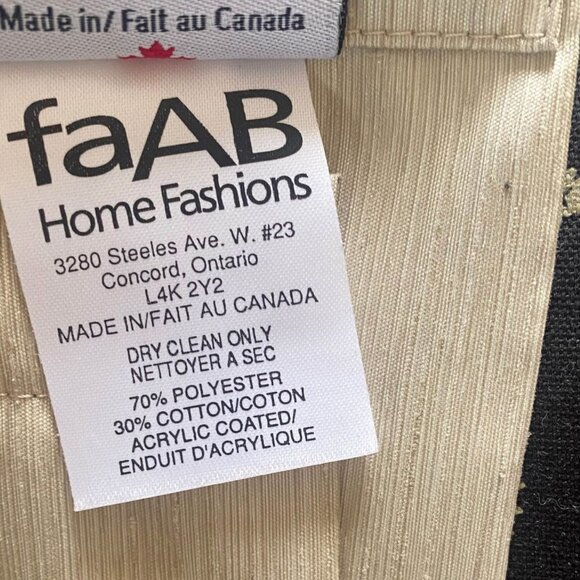 Made in/ Fait au Canada
faAB
Home Fashions
3280 Steeles Ave. W. #23
Concord, Ontario
L4K 2Y2
MADE IN/FAIT AU CANADA
DRY CLEAN ONLY
NETTOYER A SEC
70% POLYESTER
30% COTTON/COTON
ACRYLIC COATED/
ENDUIT D'ACRYLIQUE